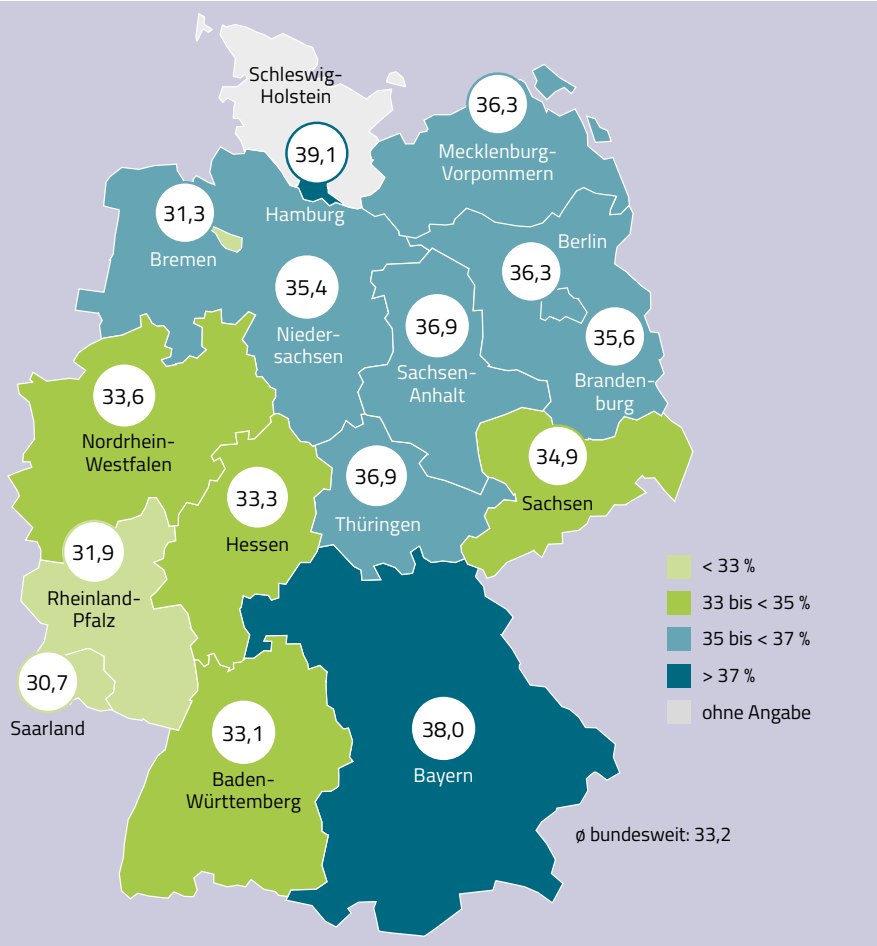 Schleswig-
Holstein
39,1
Hamburg
36,3
Mecklenburg-
Vorpommern
31,3
Bremen
35,4
Nieder-
sachsen
Berlin
36,3
36,9
Sachsen-
Anhalt
35,6
Branden-
burg
33,6
Nordrhein-
Westfalen
33,3
Hessen
36,9
Thüringen
34,9
Sachsen
31,9
Rheinland-
Pfalz
30,7
Saarland
33,1
Baden-
Württemberg
38,0
Bayern
< 33 %
33 bis < 35 %
35 bis < 37 %
> 37 %
ohne Angabe
ø bundesweit: 33,2